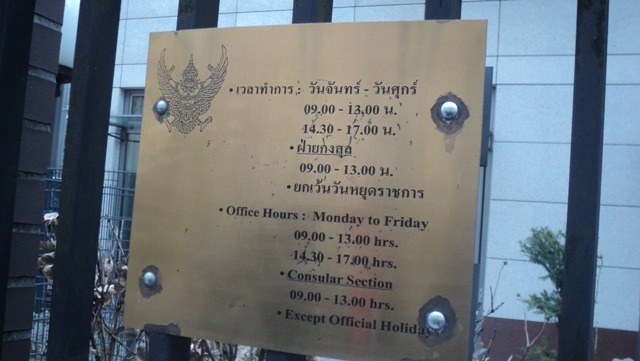 • เวลาทำการ : วันจันทร์ - วันศุกร์
09.00 - 13.00 น.
14.30 - 17.00 น.
• ฝ่ายกงสุล
09.00 - 13.00 น.
• ยกเว้นวันหยุดราชการ
• Office Hours : Monday to Friday
09.00 - 13.00 hrs.
14.30 - 17.00 hrs.
• Consular Section
09.00 - 13.00 hrs.
• Except Official Holidays